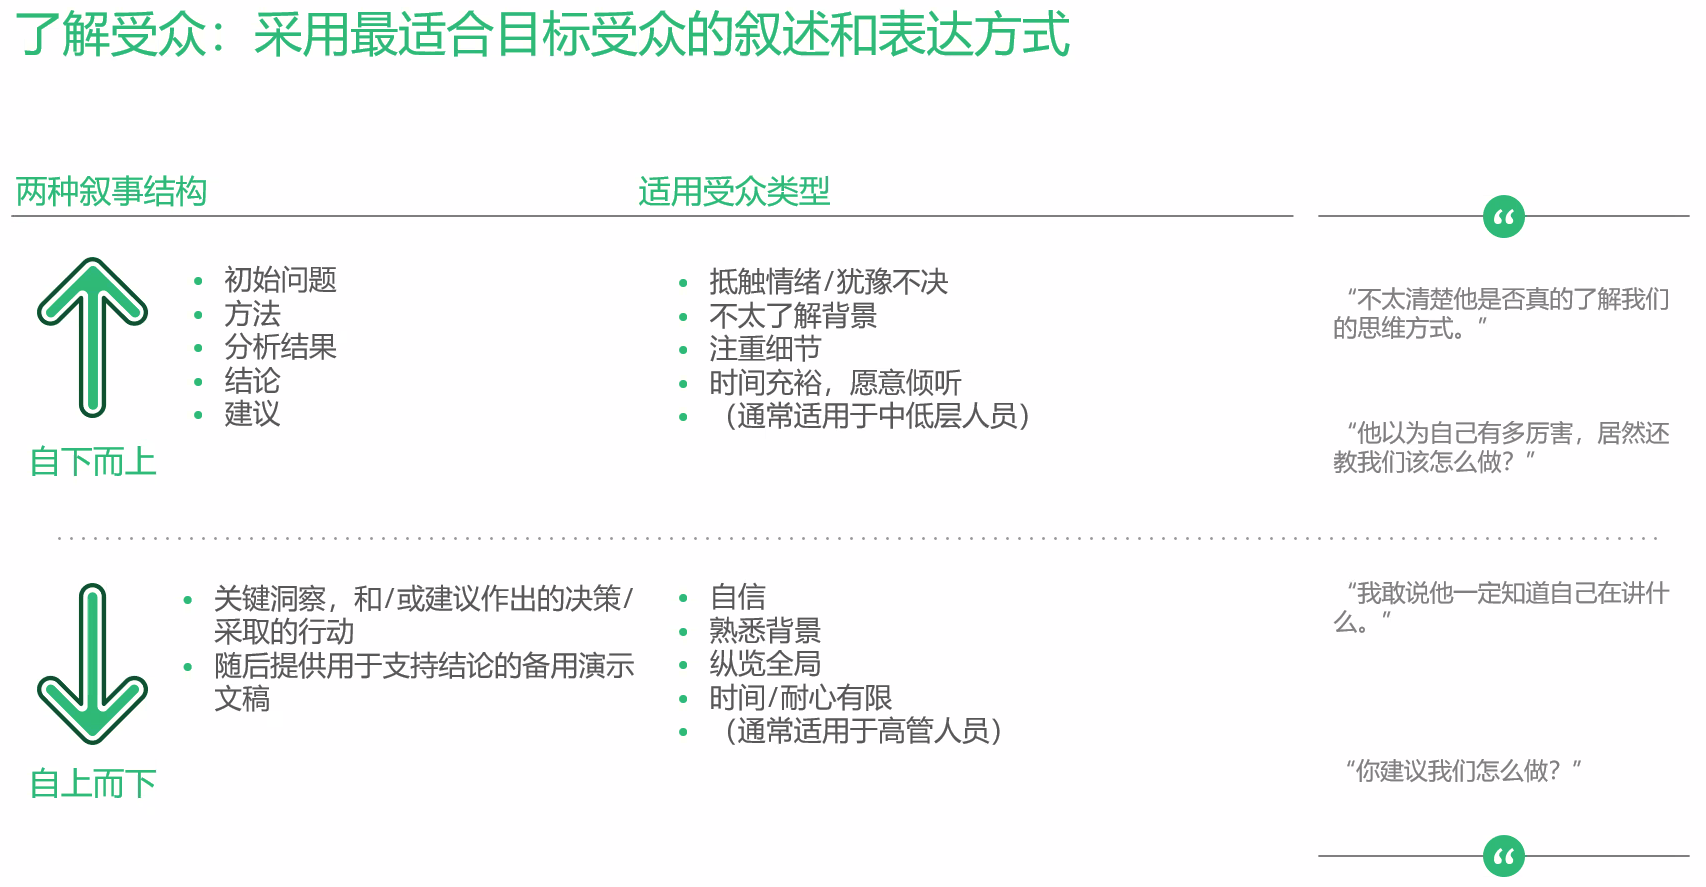 了解受众：采用最适合目标受众的叙述和表达方式
两种叙事结构
适用受众类型
“
• 初始问题
• 方法
• 分析结果
• 结论
• 建议
自下而上
• 抵触情绪/犹豫不决
• 不太了解背景
• 注重细节
• 时间充裕，愿意倾听
• （通常适用于中低层人员）
“不太清楚他是否真的了解我们
的思维方式。”
“他以为自己有多厉害，居然还
教我们该怎么做？”
• 关键洞察，和/或建议作出的决策/
采取的行动
• 随后提供用于支持结论的备用演示
文稿
自上而下
• 自信
• 熟悉背景
• 纵览全局
• 时间/耐心有限
• （通常适用于高管人员）
“我敢说他一定知道自己在讲什
么。”
“你建议我们怎么做？”
“